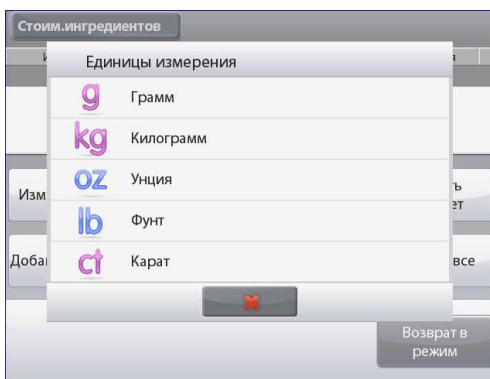 Стоим.ингредиентов
Единицы измерения
g Грамм
kg Килограмм
oz Унция
lb Фунт
ct Карат
Возврат в
режим